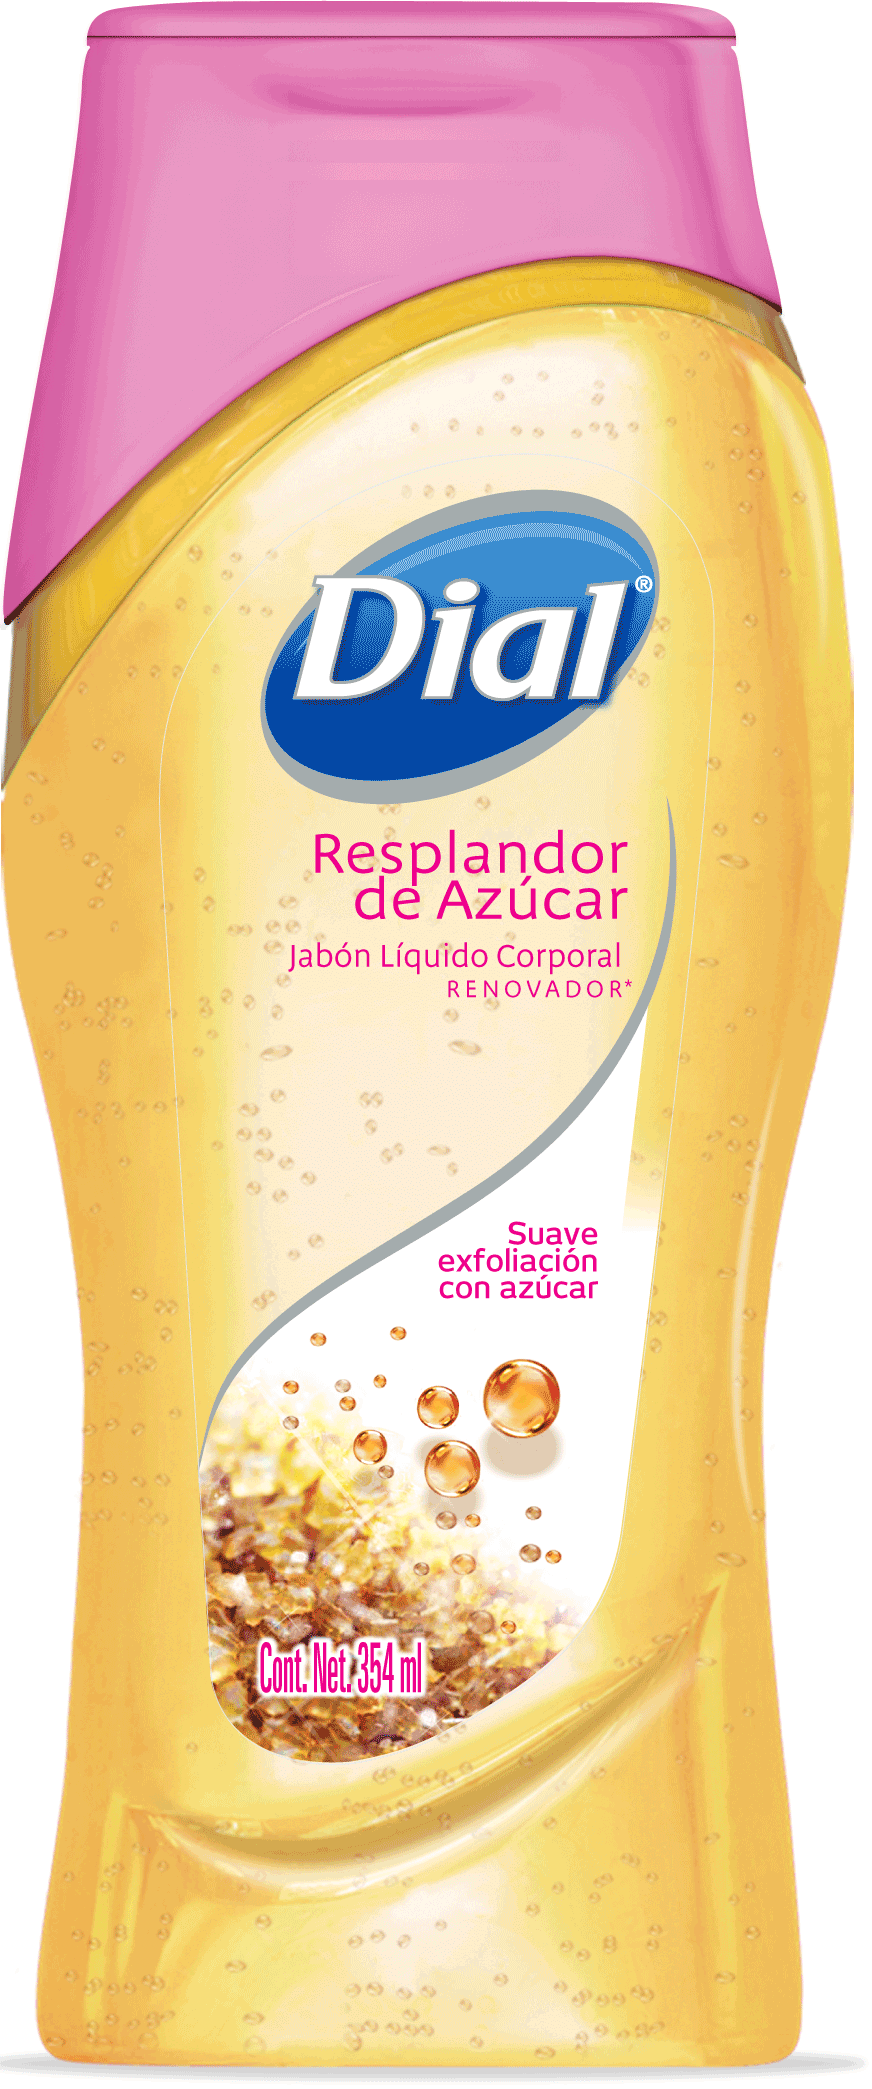 Dial®
Resplandor
de Azúcar
Jabón Líquido Corporal
RENOVADOR*
Suave
exfoliación
con azúcar
Cont. Net. 354 ml